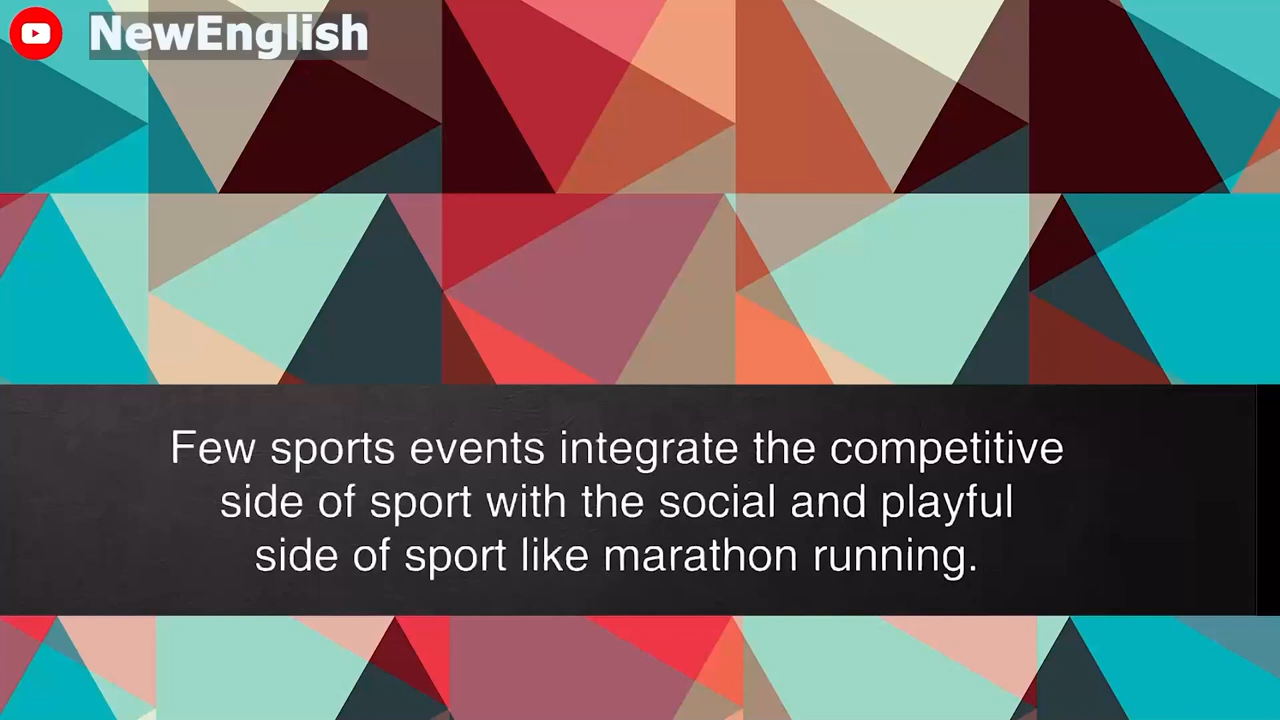 NewEnglish
Few sports events integrate the competitive
side of sport with the social and playful
side of sport like marathon running.